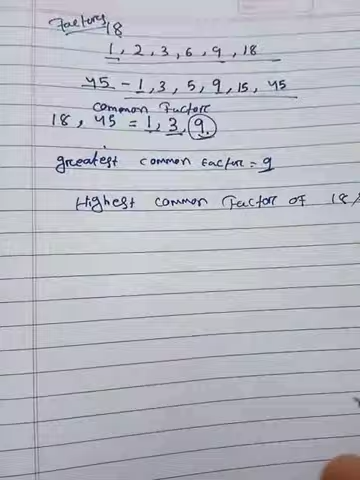 Factors
18
1, 2, 3, 6, 9, 18
45 - 1, 3, 5, 9, 15, 45
common Factor
18, 45 = 1, 3, 9.
greatest common Factor = 9
Highest common Factor of 18,